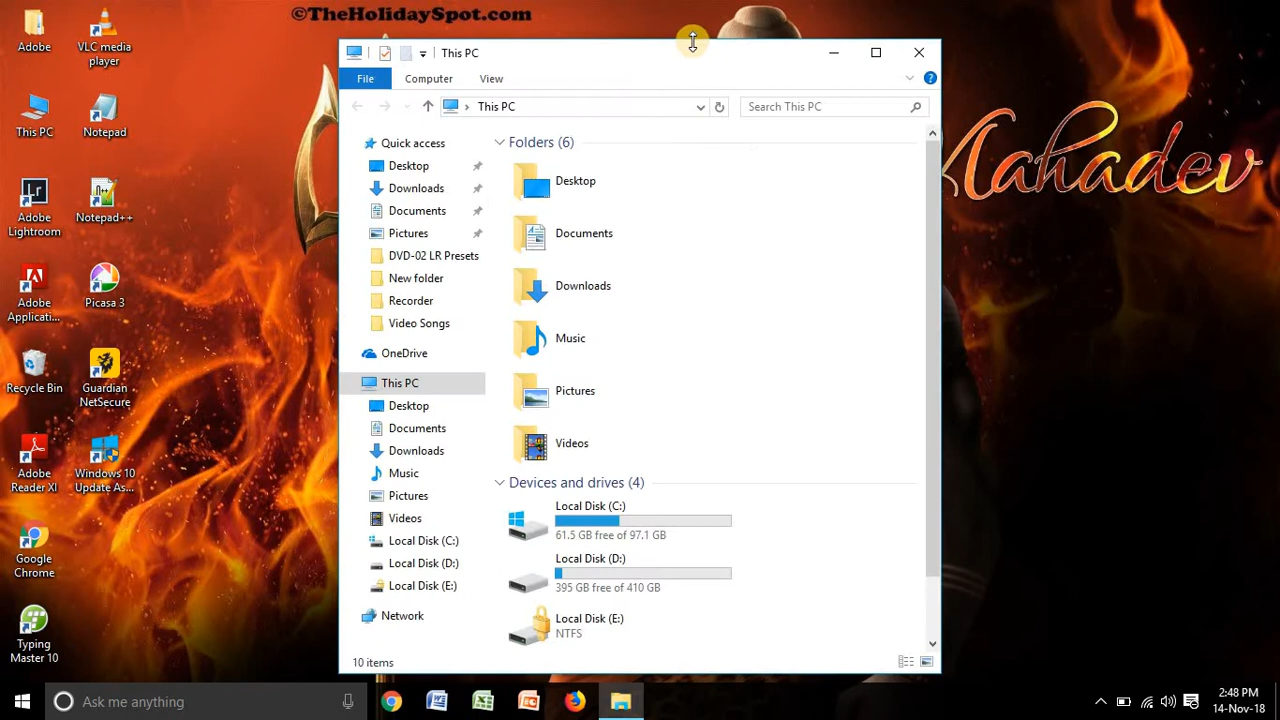 ©TheHolidaySpot.com
Adobe
VLC media
player
This PC
Notepad
Adobe
Lightroom
Notepad++
Adobe
Applicati...
Picasa 3
Recycle Bin
Guardian
NetSecure
Adobe
Reader XI
Windows 10
Update As...
Google
Chrome
Typing
Master 10
Mahadev
This PC
File
Computer
View
This PC
Search This PC
Quick access
Desktop
Downloads
Documents
Pictures
DVD-02 LR Presets
New folder
Recorder
Video Songs
OneDrive
This PC
Desktop
Documents
Downloads
Music
Pictures
Videos
Local Disk (C:)
Local Disk (D:)
Local Disk (E:)
Network
Folders (6)
Desktop
Documents
Downloads
Music
Pictures
Videos
Devices and drives (4)
Local Disk (C:)
61.5 GB free of 97.1 GB
Local Disk (D:)
395 GB free of 410 GB
Local Disk (E:)
NTFS
10 items
Ask me anything
2:48 PM
14-Nov-18